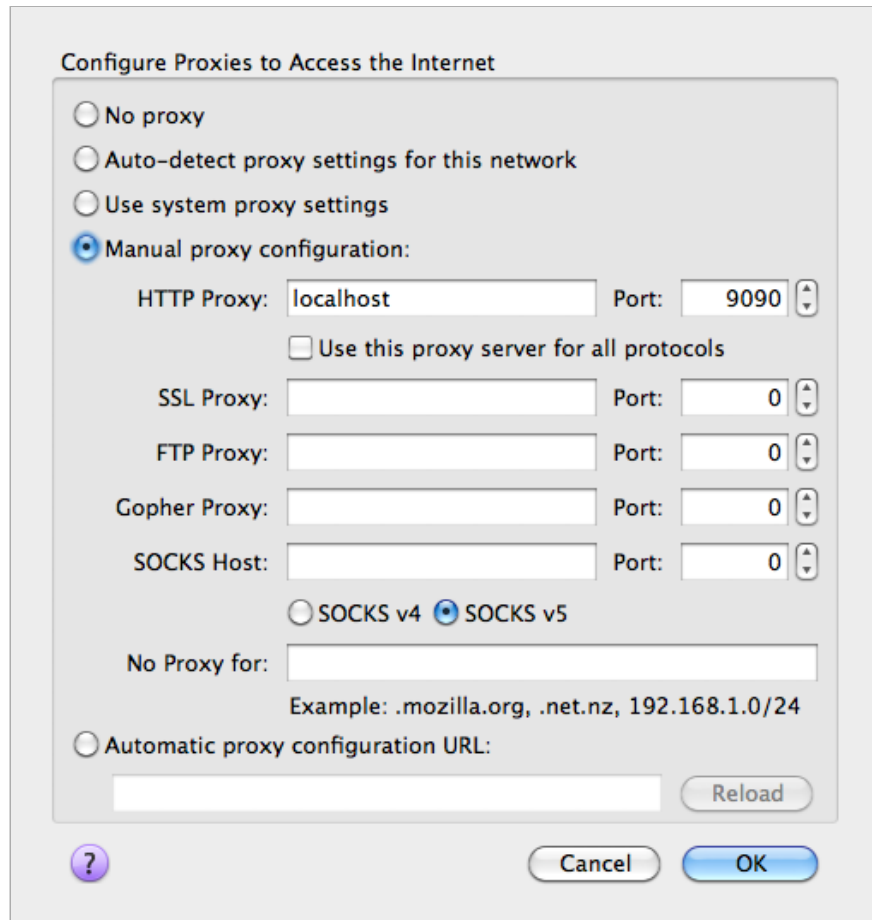 Configure Proxies to Access the Internet
No proxy
Auto-detect proxy settings for this network
Use system proxy settings
Manual proxy configuration:
HTTP Proxy: localhost Port: 9090
Use this proxy server for all protocols
SSL Proxy: Port: 0
FTP Proxy: Port: 0
Gopher Proxy: Port: 0
SOCKS Host: Port: 0
SOCKS v4 SOCKS v5
No Proxy for:
Example: .mozilla.org, .net.nz, 192.168.1.0/24
Automatic proxy configuration URL:
Reload
? Cancel OK